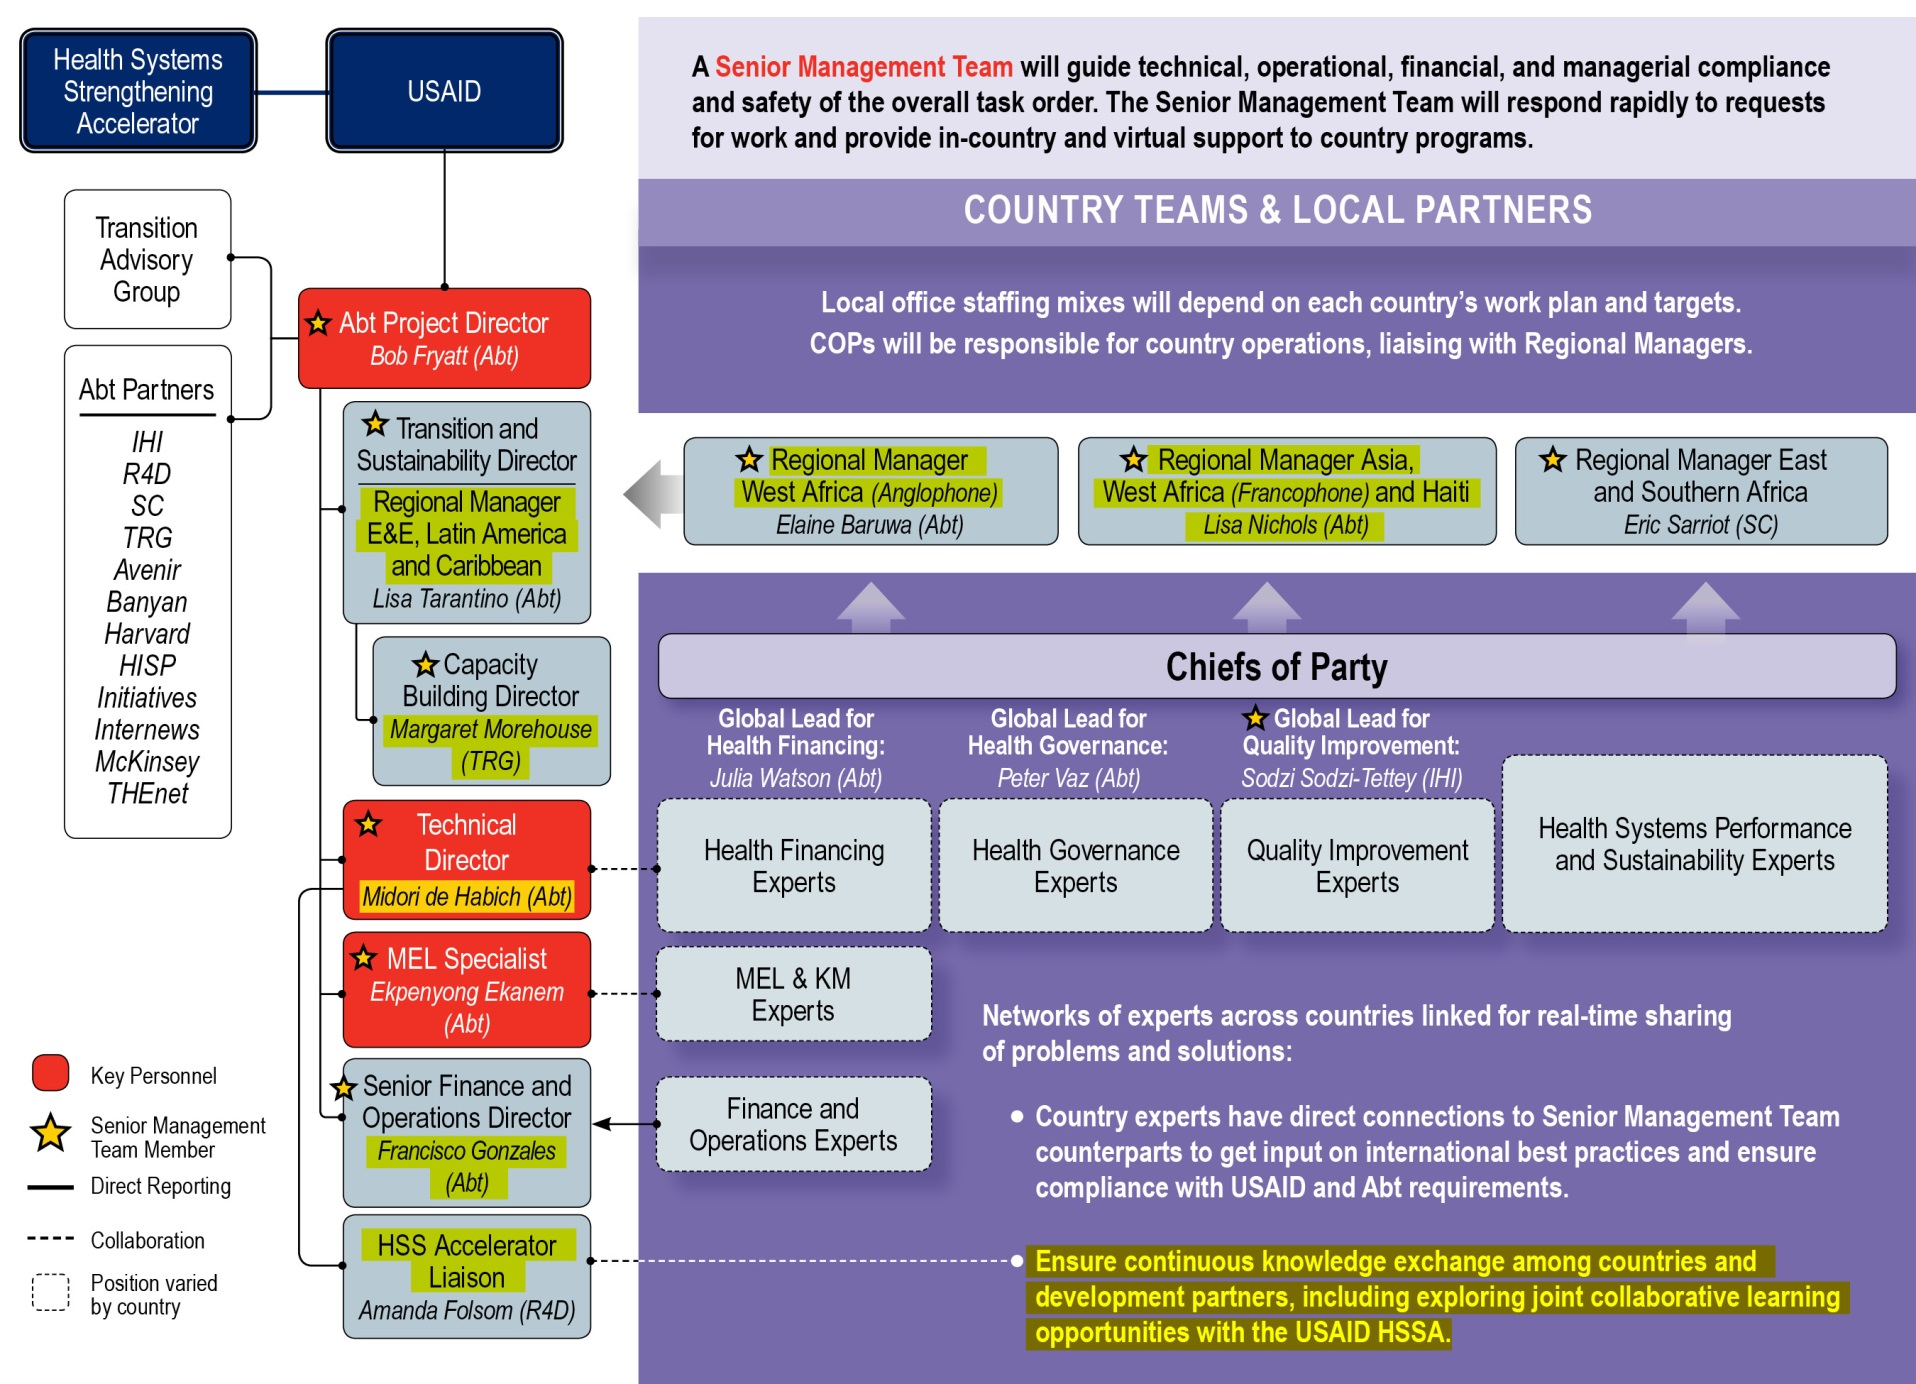 Health Systems
Strengthening
Accelerator
USAID
A Senior Management Team will guide technical, operational, financial, and managerial compliance
and safety of the overall task order. The Senior Management Team will respond rapidly to requests
for work and provide in-country and virtual support to country programs.
COUNTRY TEAMS & LOCAL PARTNERS
Local office staffing mixes will depend on each country’s work plan and targets.
COPs will be responsible for country operations, liaising with Regional Managers.
Transition
Advisory
Group
Abt Partners
IHI
R4D
SC
TRG
Avenir
Banyan
Harvard
HISP
Initiatives
Internews
McKinsey
THEnet
Abt Project Director
Bob Fryatt (Abt)
Transition and
Sustainability Director
Regional Manager
E&E, Latin America
and Caribbean
Lisa Tarantino (Abt)
Capacity
Building Director
Margaret Morehouse
(TRG)
Technical
Director
Midori de Habich (Abt)
MEL Specialist
Ekpenyong Ekanem
(Abt)
Senior Finance and
Operations Director
Francisco Gonzales
(Abt)
HSS Accelerator
Liaison
Amanda Folsom (R4D)
Regional Manager
West Africa (Anglophone)
Elaine Baruwa (Abt)
Regional Manager Asia,
West Africa (Francophone) and Haiti
Lisa Nichols (Abt)
Regional Manager East
and Southern Africa
Eric Sarriot (SC)
Chiefs of Party
Global Lead for
Health Financing:
Julia Watson (Abt)
Global Lead for
Health Governance:
Peter Vaz (Abt)
Global Lead for
Quality Improvement:
Sodzi Sodzi-Tettey (IHI)
Health Financing
Experts
Health Governance
Experts
Quality Improvement
Experts
Health Systems Performance
and Sustainability Experts
MEL & KM
Experts
Finance and
Operations Experts
Networks of experts across countries linked for real-time sharing
of problems and solutions:
• Country experts have direct connections to Senior Management Team
counterparts to get input on international best practices and ensure
compliance with USAID and Abt requirements.
• Ensure continuous knowledge exchange among countries and
development partners, including exploring joint collaborative learning
opportunities with the USAID HSSA.
Key Personnel
Senior Management
Team Member
Direct Reporting
Collaboration
Position varied
by country